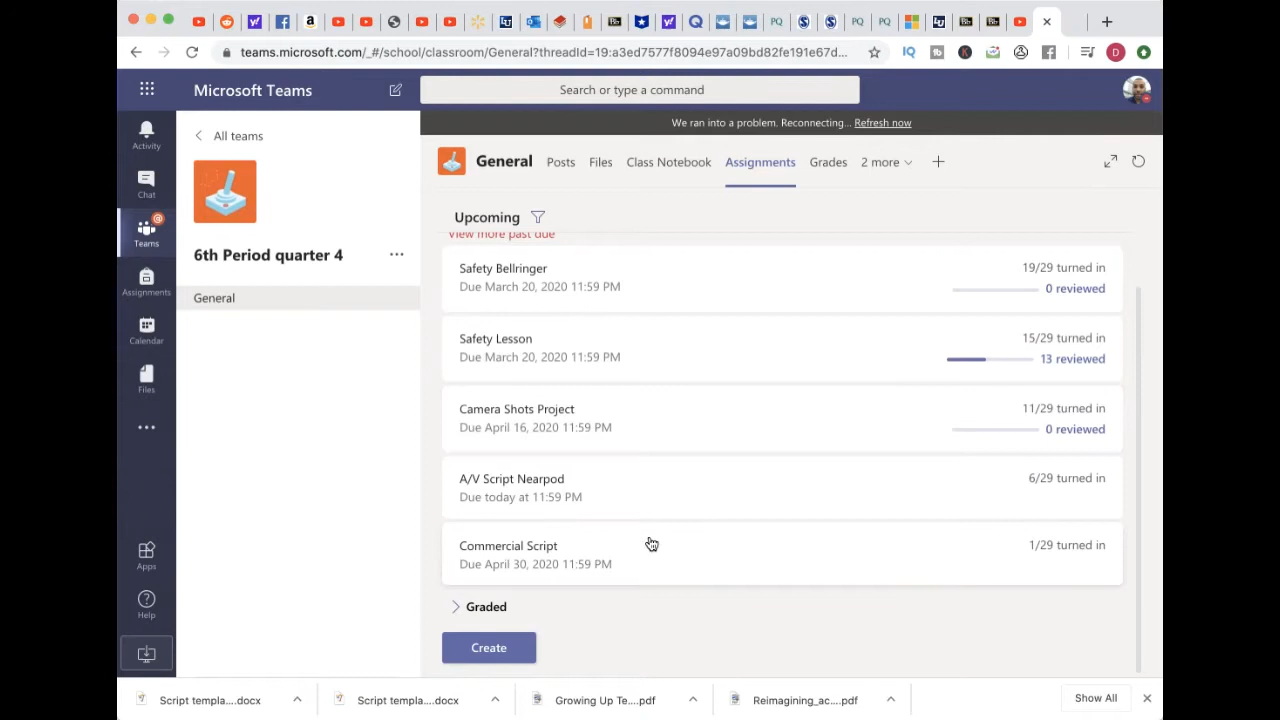 teams.microsoft.com/_#/school/classroom/General?threadId=19:a3ed7577f8094e97a09bd82fe191e67d...
Microsoft Teams
Search or type a command
We ran into a problem. Reconnecting... Refresh now
Activity
Chat
Teams
Assignments
Calendar
Files
Apps
Help
All teams
6th Period quarter 4
General
General
Posts
Files
Class Notebook
Assignments
Grades
2 more
Upcoming
View more past due
Safety Bellringer
19/29 turned in
Due March 20, 2020 11:59 PM
0 reviewed
Safety Lesson
15/29 turned in
Due March 20, 2020 11:59 PM
13 reviewed
Camera Shots Project
11/29 turned in
Due April 16, 2020 11:59 PM
0 reviewed
A/V Script Nearpod
6/29 turned in
Due today at 11:59 PM
Commercial Script
1/29 turned in
Due April 30, 2020 11:59 PM
Graded
Create
Script templa....docx
Script templa....docx
Growing Up Te....pdf
Reimagining_ac....pdf
Show All